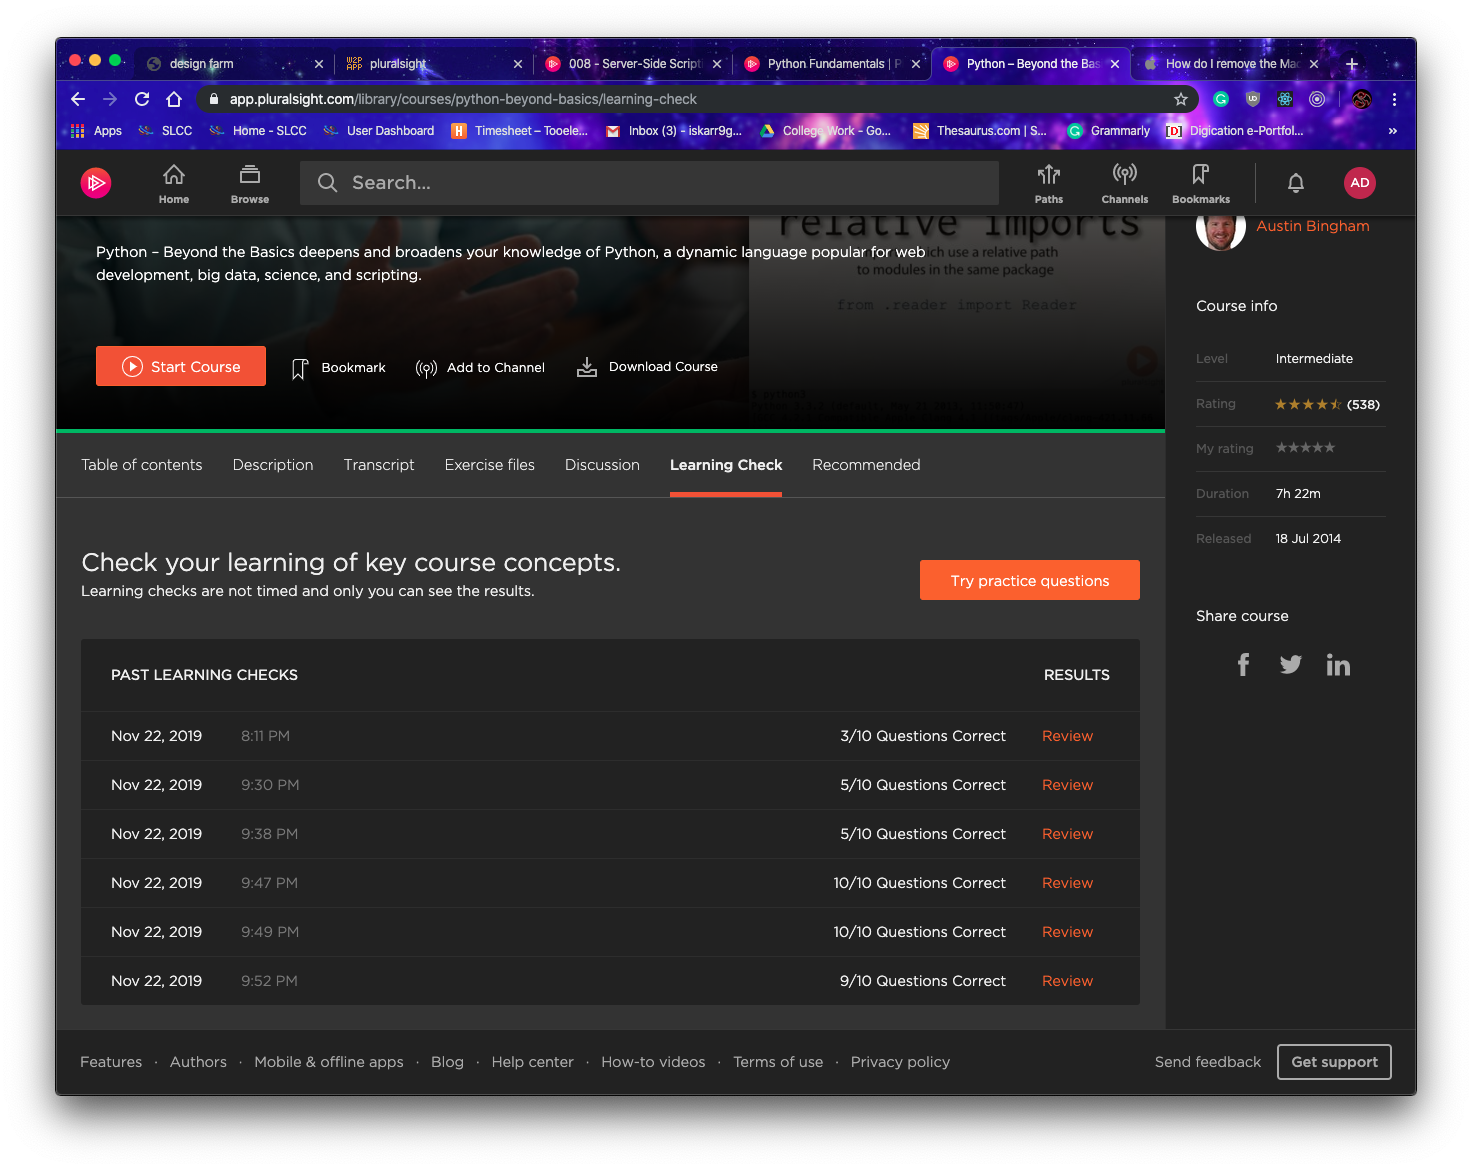 design farm
pluralsight
008 - Server-Side Scripti
Python Fundamentals | P
Python – Beyond the Bas
How do I remove the Mac
app.pluralsight.com/library/courses/python-beyond-basics/learning-check
Apps
SLCC
Home - SLCC
User Dashboard
Timesheet – Tooele...
Inbox (3) - iskarr9g...
College Work - Go...
Thesaurus.com | S...
Grammarly
Digication e-Portfol...
»
Home
Browse
Search...
Paths
Channels
Bookmarks
AD
relative imports
which use a relative path
to modules in the same package
from .reader import Reader
$ python3
Python – Beyond the Basics deepens and broadens your knowledge of Python, a dynamic language popular for web
development, big data, science, and scripting.
Start Course
Bookmark
Add to Channel
Download Course
Austin Bingham
Course info
Level Intermediate
Rating ★★★★⯪ (538)
My rating ★★★★★
Duration 7h 22m
Released 18 Jul 2014
Share course
Table of contents
Description
Transcript
Exercise files
Discussion
Learning Check
Recommended
Check your learning of key course concepts.
Learning checks are not timed and only you can see the results.
Try practice questions
PAST LEARNING CHECKS RESULTS
Nov 22, 2019 8:11 PM 3/10 Questions Correct Review
Nov 22, 2019 9:30 PM 5/10 Questions Correct Review
Nov 22, 2019 9:38 PM 5/10 Questions Correct Review
Nov 22, 2019 9:47 PM 10/10 Questions Correct Review
Nov 22, 2019 9:49 PM 10/10 Questions Correct Review
Nov 22, 2019 9:52 PM 9/10 Questions Correct Review
Features · Authors · Mobile & offline apps · Blog · Help center · How-to videos · Terms of use · Privacy policy
Send feedback
Get support